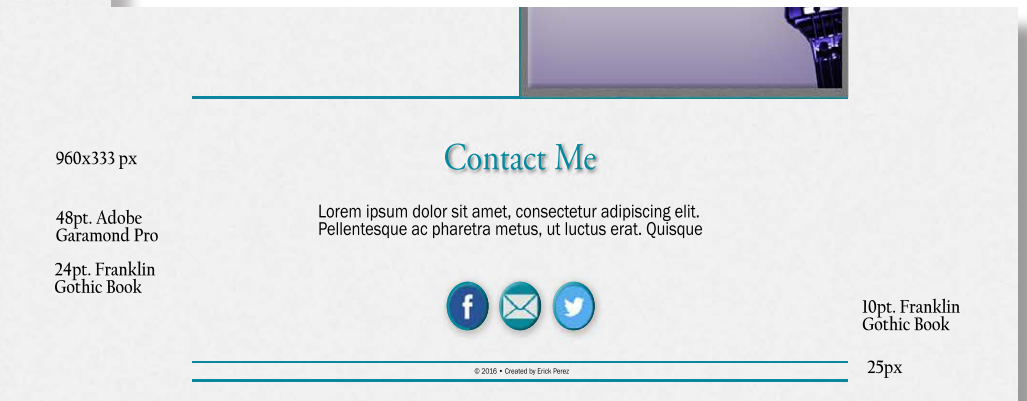 960x333 px
Contact Me
48pt. Adobe
Garamond Pro
Lorem ipsum dolor sit amet, consectetur adipiscing elit.
Pellentesque ac pharetra metus, ut luctus erat. Quisque
24pt. Franklin
Gothic Book
f
10pt. Franklin
Gothic Book
© 2016 • Created by Erick Perez
25px